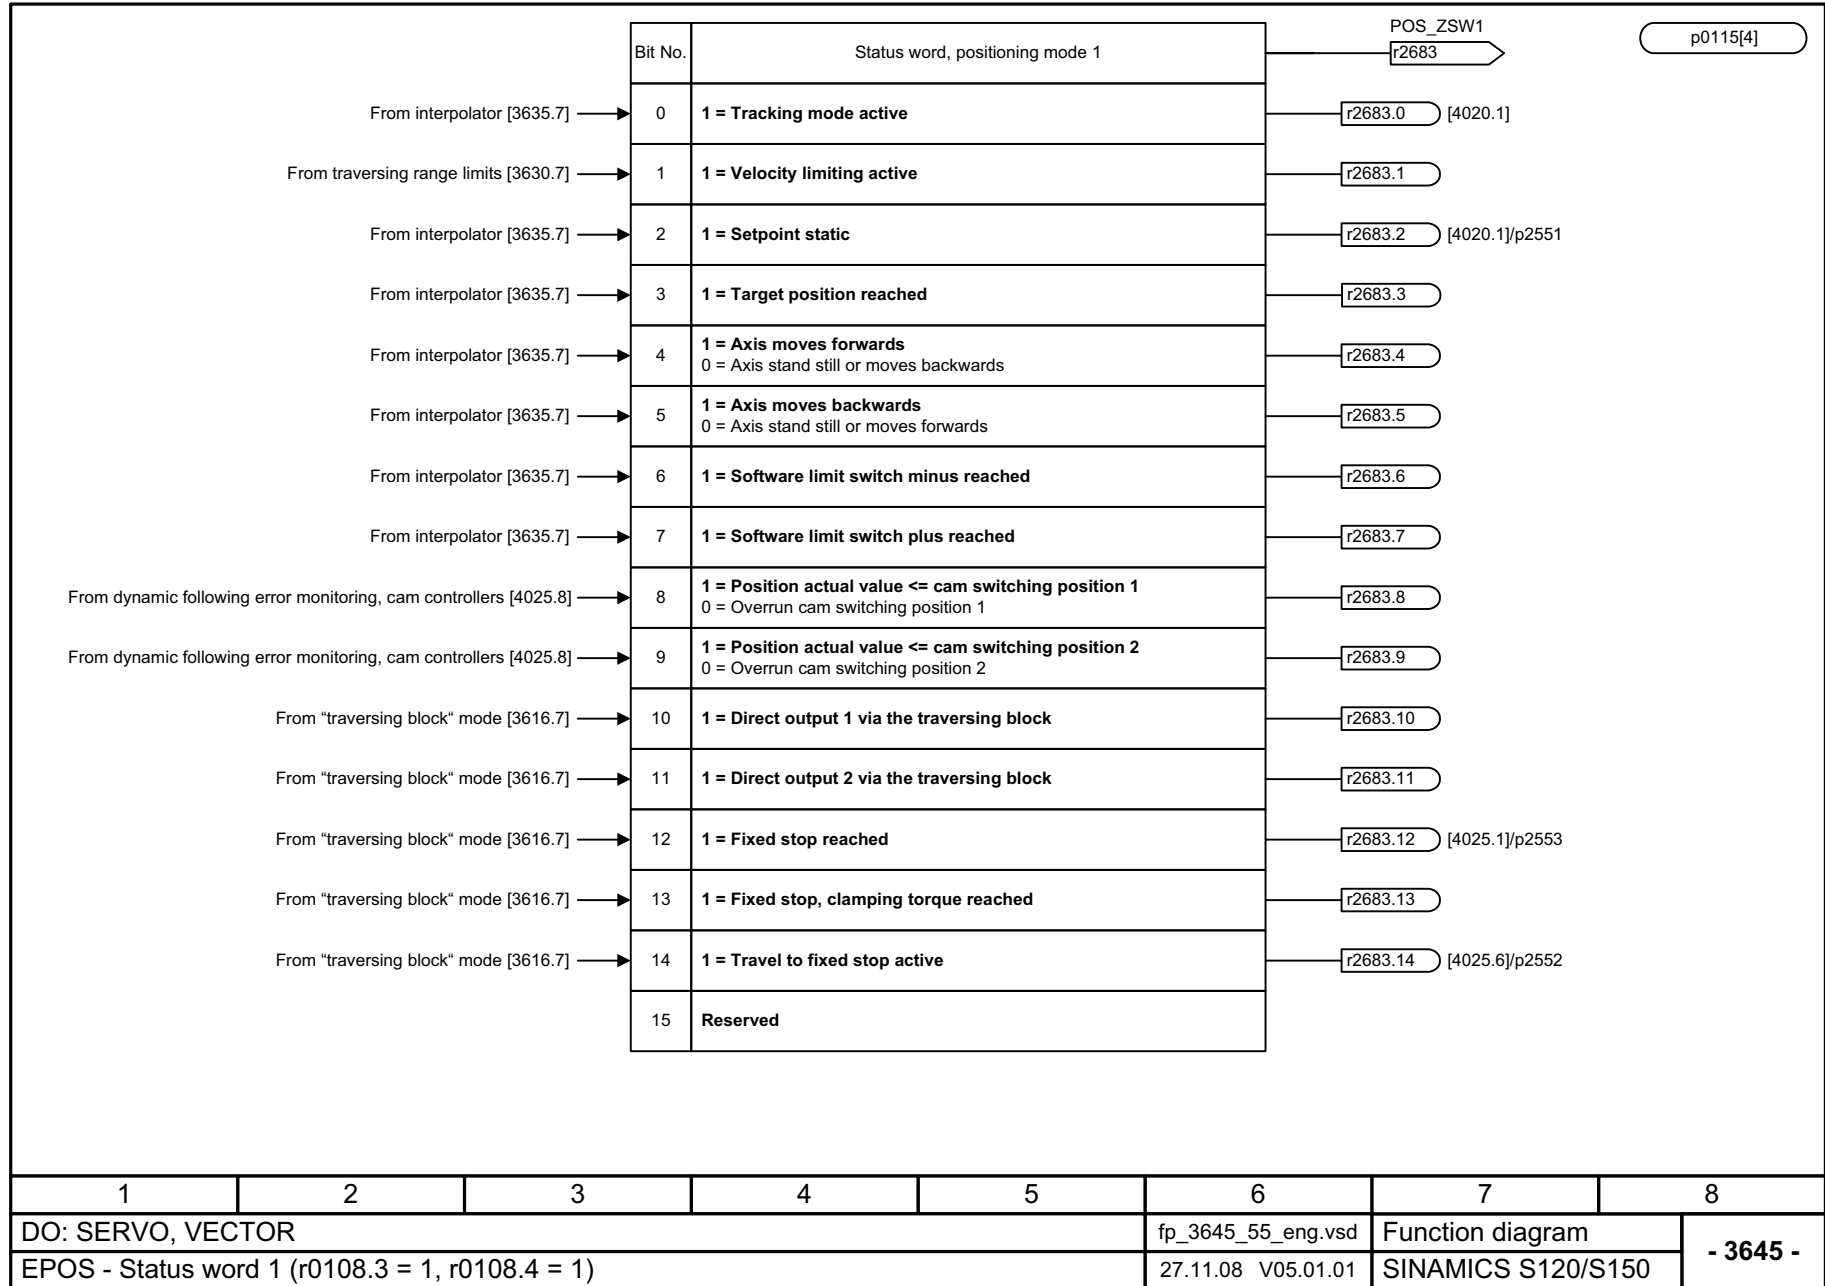 POS_ZSW1
Bit No. Status word, positioning mode 1 r2683 p0115[4]
From interpolator [3635.7] 0 1 = Tracking mode active r2683.0 [4020.1]
From traversing range limits [3630.7] 1 1 = Velocity limiting active r2683.1
From interpolator [3635.7] 2 1 = Setpoint static r2683.2 [4020.1]/p2551
From interpolator [3635.7] 3 1 = Target position reached r2683.3
From interpolator [3635.7] 4 1 = Axis moves forwards
0 = Axis stand still or moves backwards r2683.4
From interpolator [3635.7] 5 1 = Axis moves backwards
0 = Axis stand still or moves forwards r2683.5
From interpolator [3635.7] 6 1 = Software limit switch minus reached r2683.6
From interpolator [3635.7] 7 1 = Software limit switch plus reached r2683.7
From dynamic following error monitoring, cam controllers [4025.8] 8 1 = Position actual value <= cam switching position 1
0 = Overrun cam switching position 1 r2683.8
From dynamic following error monitoring, cam controllers [4025.8] 9 1 = Position actual value <= cam switching position 2
0 = Overrun cam switching position 2 r2683.9
From “traversing block“ mode [3616.7] 10 1 = Direct output 1 via the traversing block r2683.10
From “traversing block“ mode [3616.7] 11 1 = Direct output 2 via the traversing block r2683.11
From “traversing block“ mode [3616.7] 12 1 = Fixed stop reached r2683.12 [4025.1]/p2553
From “traversing block“ mode [3616.7] 13 1 = Fixed stop, clamping torque reached r2683.13
From “traversing block“ mode [3616.7] 14 1 = Travel to fixed stop active r2683.14 [4025.6]/p2552
15 Reserved
1 2 3 4 5 6 7 8
DO: SERVO, VECTOR fp_3645_55_eng.vsd Function diagram
- 3645 -
EPOS - Status word 1 (r0108.3 = 1, r0108.4 = 1) 27.11.08 V05.01.01 SINAMICS S120/S150